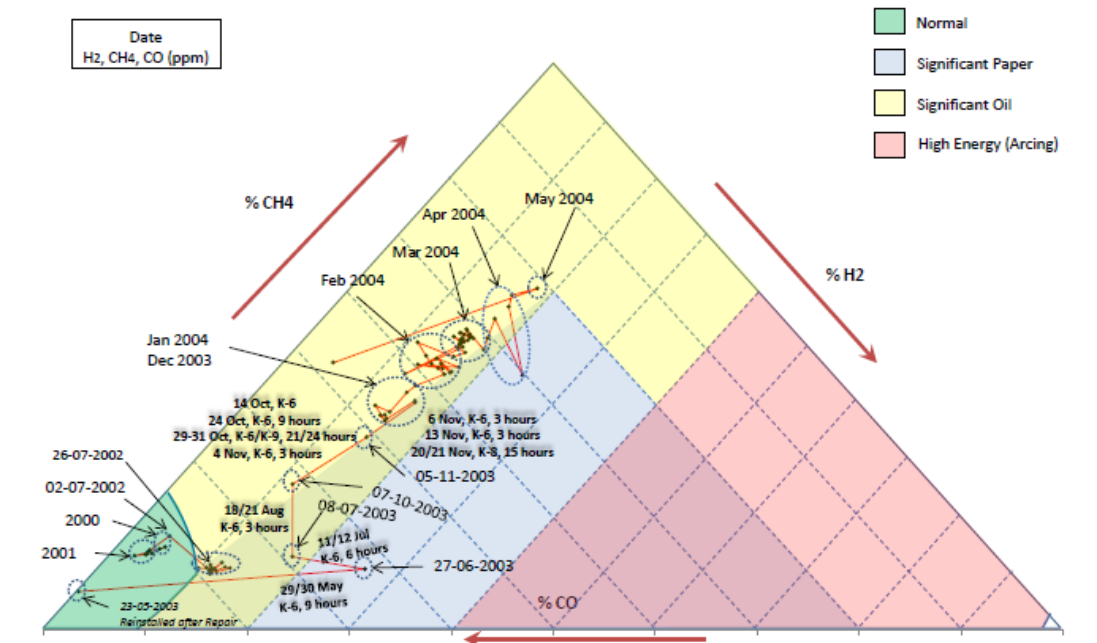 Date
H2, CH4, CO (ppm)
Normal
Significant Paper
Significant Oil
High Energy (Arcing)
% CH4
% H2
May 2004
Apr 2004
Mar 2004
Feb 2004
Jan 2004
Dec 2003
14 Oct, K-6
24 Oct, K-6, 9 hours
29-31 Oct, K-6/K-9, 21/24 hours
4 Nov, K-6, 3 hours
6 Nov, K-6, 3 hours
13 Nov, K-6, 3 hours
20/21 Nov, K-8, 15 hours
05-11-2003
26-07-2002
02-07-2002
2000
2001
07-10-2003
18/21 Aug
K-6, 3 hours
08-07-2003
11/12 Jul
K-6, 6 hours
27-06-2003
29/30 May
K-6, 9 hours
23-05-2003
Reinstalled after Repair
% CO